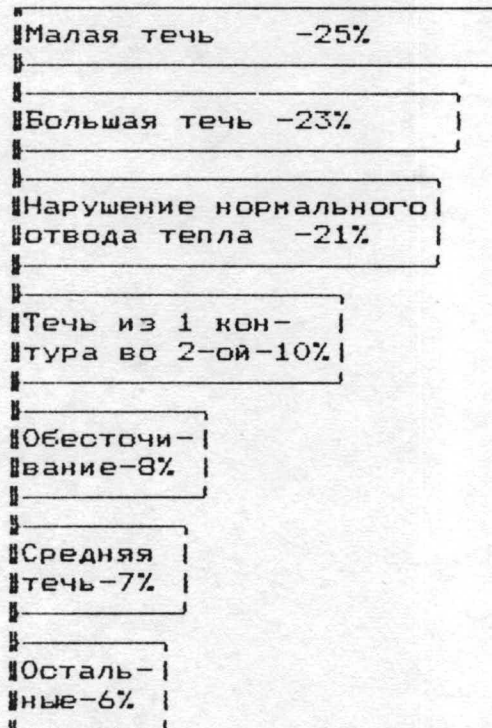 Малая течь -25%
Большая течь -23%
Нарушение нормального
отвода тепла -21%
Течь из 1 кон-
тура во 2-ой-10%
Обесточи-
вание-8%
Средняя
течь-7%
Осталь-
ные-6%